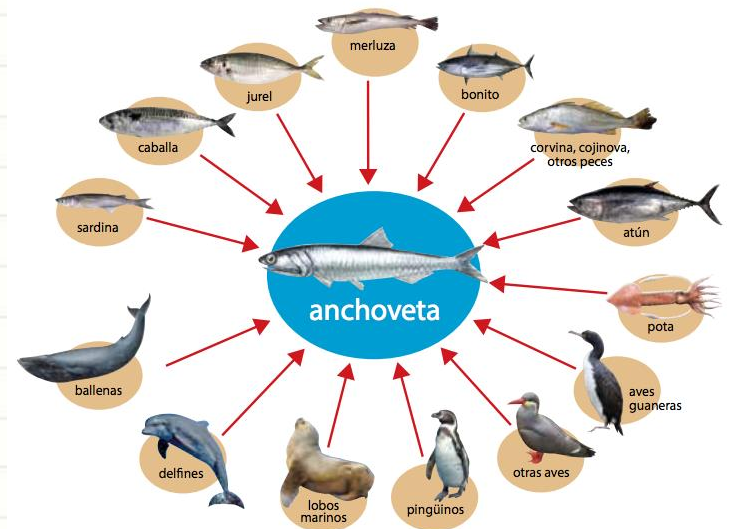 merluza
jurel
bonito
caballa
corvina, cojinova,
otros peces
sardina
atún
anchoveta
pota
ballenas
aves
guaneras
delfines
otras aves
lobos
marinos
pingüinos